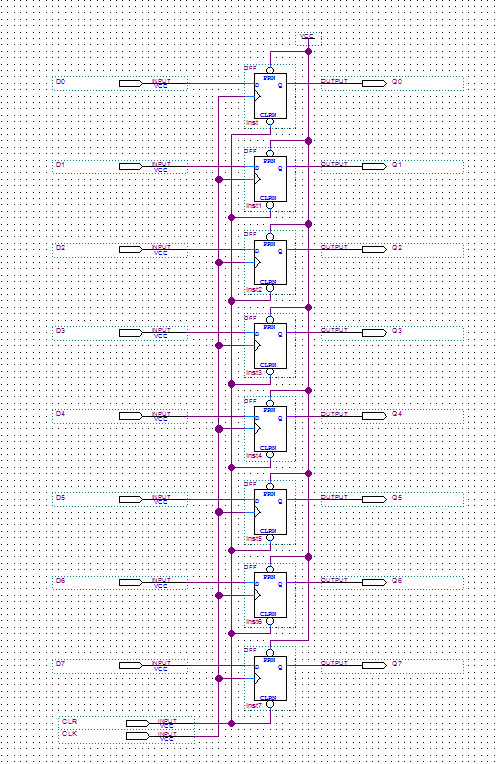 VCC
DFF
D0 INPUT VCC PRN D Q OUTPUT Q0
CLRN
inst
DFF
D1 INPUT VCC PRN D Q OUTPUT Q1
CLRN
inst1
DFF
D2 INPUT VCC PRN D Q OUTPUT Q2
CLRN
inst2
DFF
D3 INPUT VCC PRN D Q OUTPUT Q3
CLRN
inst3
DFF
D4 INPUT VCC PRN D Q OUTPUT Q4
CLRN
inst4
DFF
D5 INPUT VCC PRN D Q OUTPUT Q5
CLRN
inst5
DFF
D6 INPUT VCC PRN D Q OUTPUT Q6
CLRN
inst6
DFF
D7 INPUT VCC PRN D Q OUTPUT Q7
CLRN
inst7
CLR INPUT VCC
CLK INPUT VCC